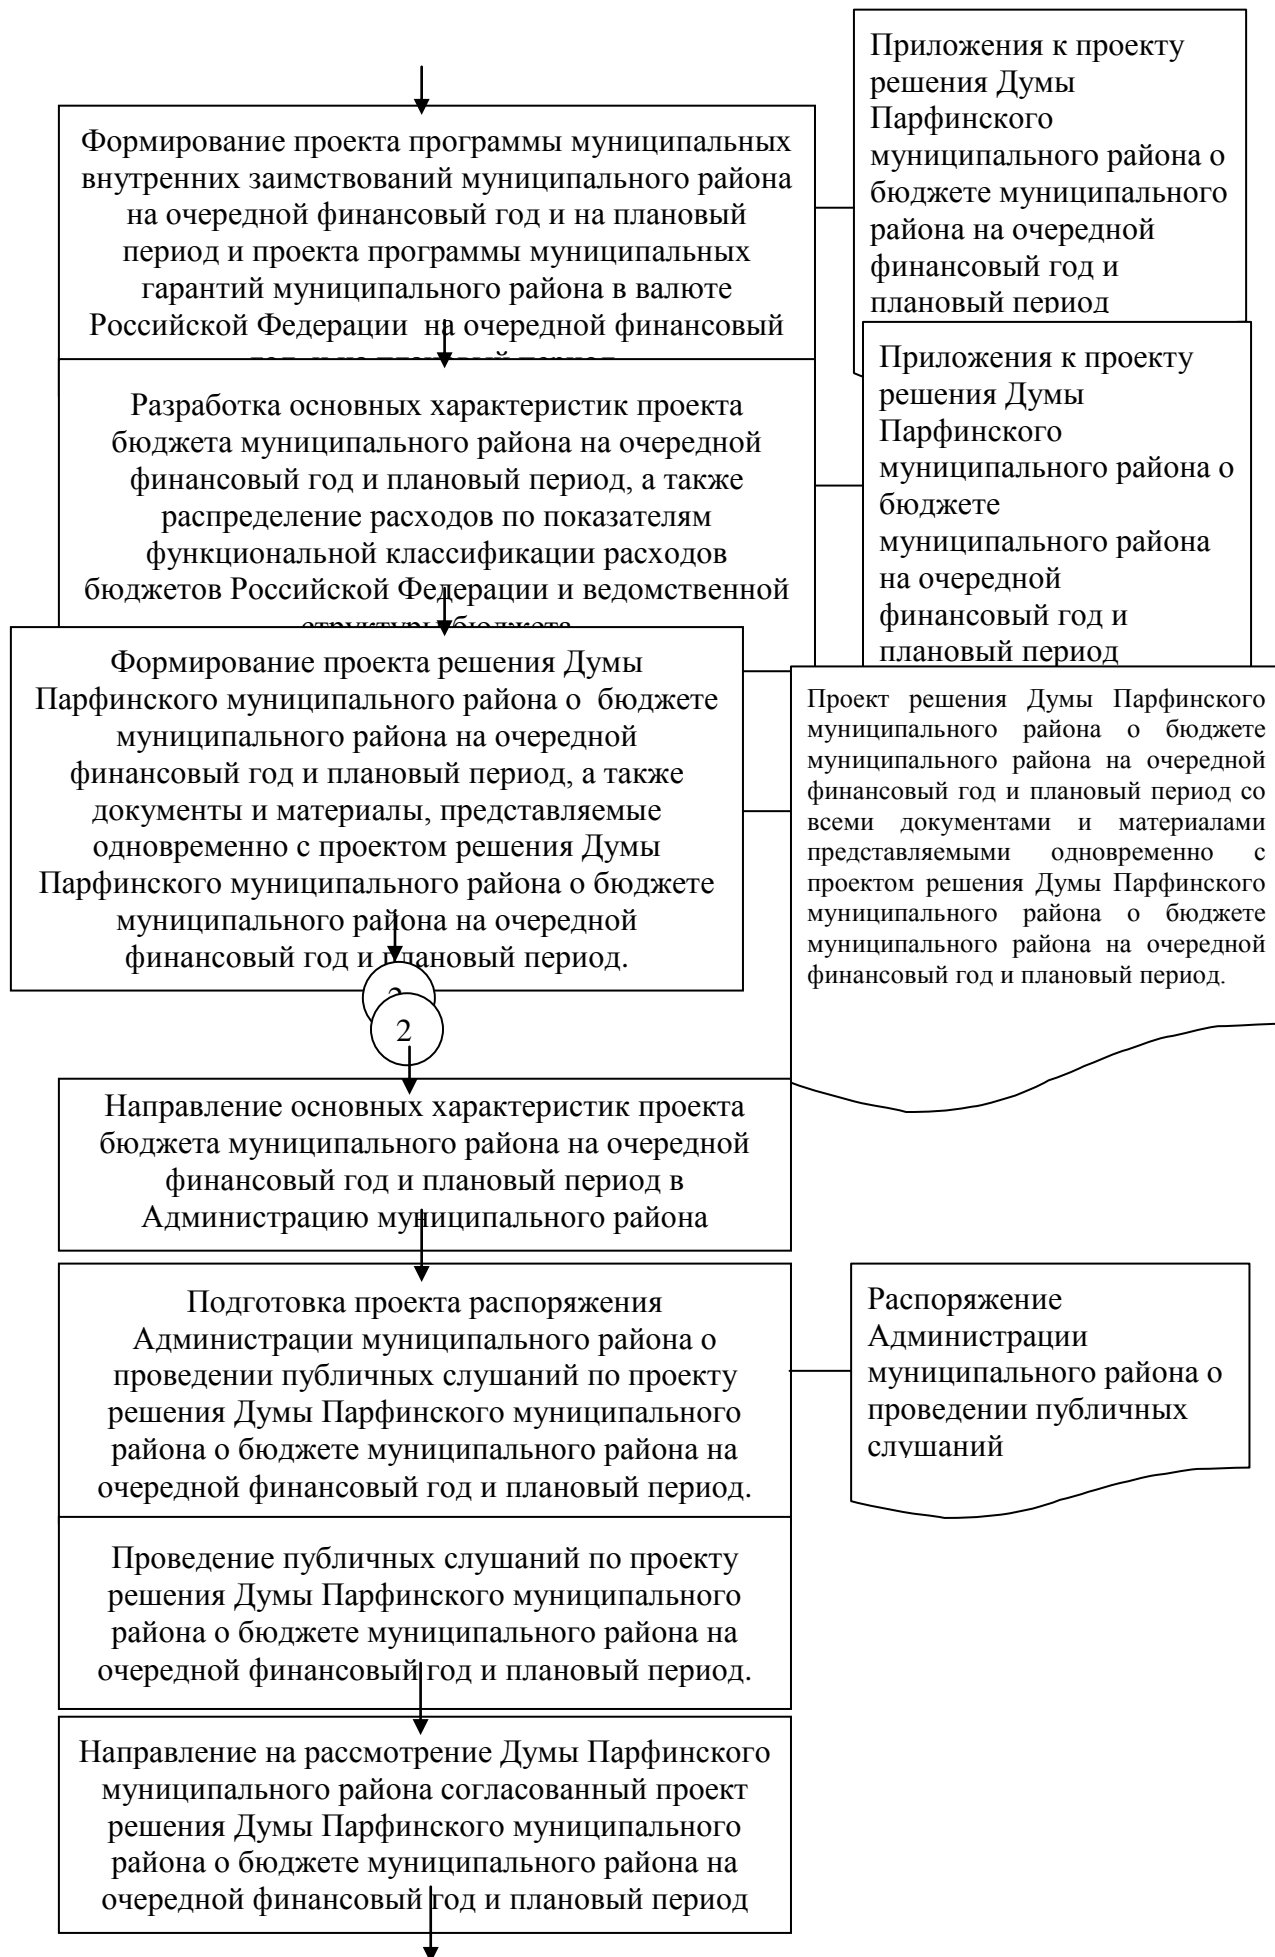 Приложения к проекту
решения Думы
Парфинского
муниципального района о
бюджете муниципального
района на очередной
финансовый год и
плановый период
Формирование проекта программы муниципальных
внутренних заимствований муниципального района
на очередной финансовый год и на плановый
период и проекта программы муниципальных
гарантий муниципального района в валюте
Российской Федерации на очередной финансовый
год и на плановый период
Приложения к проекту
решения Думы
Парфинского
муниципального района о
бюджете
муниципального района
на очередной
финансовый год и
плановый период
Разработка основных характеристик проекта
бюджета муниципального района на очередной
финансовый год и плановый период, а также
распределение расходов по показателям
функциональной классификации расходов
бюджетов Российской Федерации и ведомственной
структуры бюджета
Формирование проекта решения Думы
Парфинского муниципального района о бюджете
муниципального района на очередной
финансовый год и плановый период, а также
документы и материалы, представляемые
одновременно с проектом решения Думы
Парфинского муниципального района о бюджете
муниципального района на очередной
финансовый год и плановый период.
Проект решения Думы Парфинского
муниципального района о бюджете
муниципального района на очередной
финансовый год и плановый период со
всеми документами и материалами
представляемыми одновременно с
проектом решения Думы Парфинского
муниципального района о бюджете
муниципального района на очередной
финансовый год и плановый период.
2
Направление основных характеристик проекта
бюджета муниципального района на очередной
финансовый год и плановый период в
Администрацию муниципального района
Подготовка проекта распоряжения
Администрации муниципального района о
проведении публичных слушаний по проекту
решения Думы Парфинского муниципального
района о бюджете муниципального района на
очередной финансовый год и плановый период.
Распоряжение
Администрации
муниципального района о
проведении публичных
слушаний
Проведение публичных слушаний по проекту
решения Думы Парфинского муниципального
района о бюджете муниципального района на
очередной финансовый год и плановый период.
Направление на рассмотрение Думы Парфинского
муниципального района согласованный проект
решения Думы Парфинского муниципального
района о бюджете муниципального района на
очередной финансовый год и плановый период